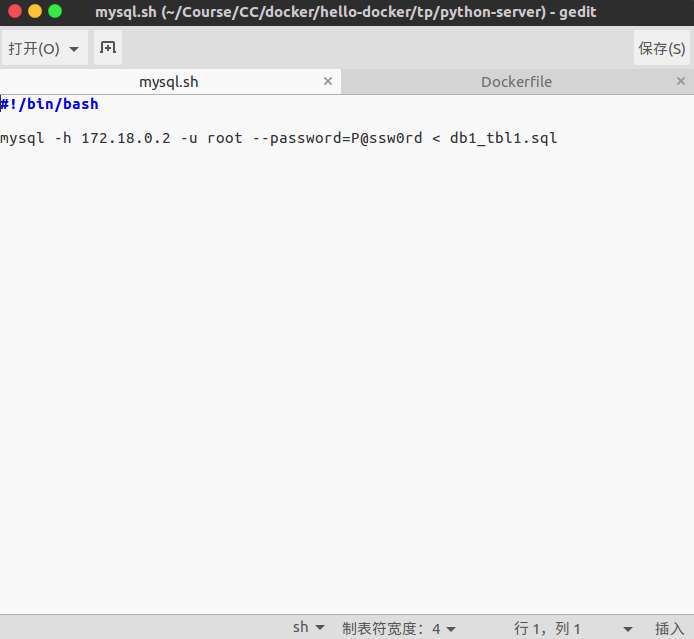 mysql.sh (~/Course/CC/docker/hello-docker/tp/python-server) - gedit
打开(O) 保存(S)
mysql.sh × Dockerfile ×
#!/bin/bash
mysql -h 172.18.0.2 -u root --password=P@ssw0rd < db1_tbl1.sql
sh 制表符宽度：4 行 1，列 1 插入